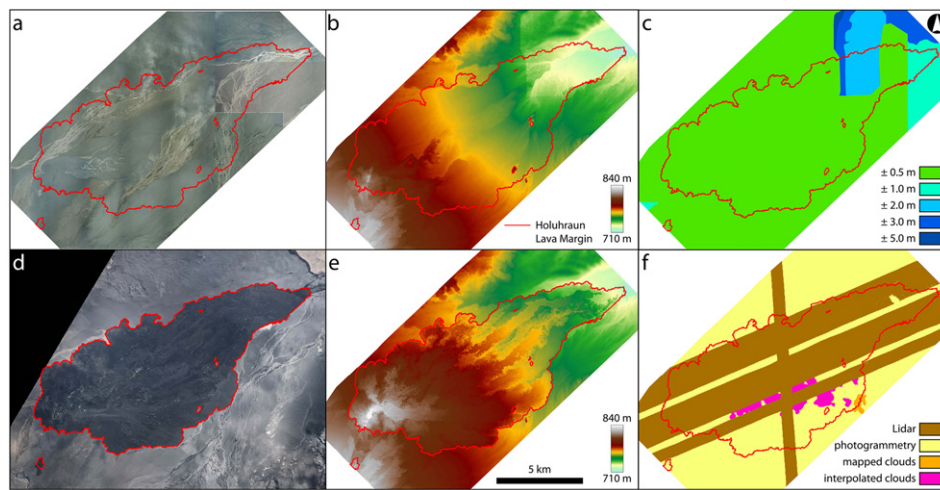 a
b
840 m
710 m
Holuhraun
Lava Margin
c
± 0.5 m
± 1.0 m
± 2.0 m
± 3.0 m
± 5.0 m
d
e
840 m
710 m
5 km
f
Lidar
photogrammetry
mapped clouds
interpolated clouds